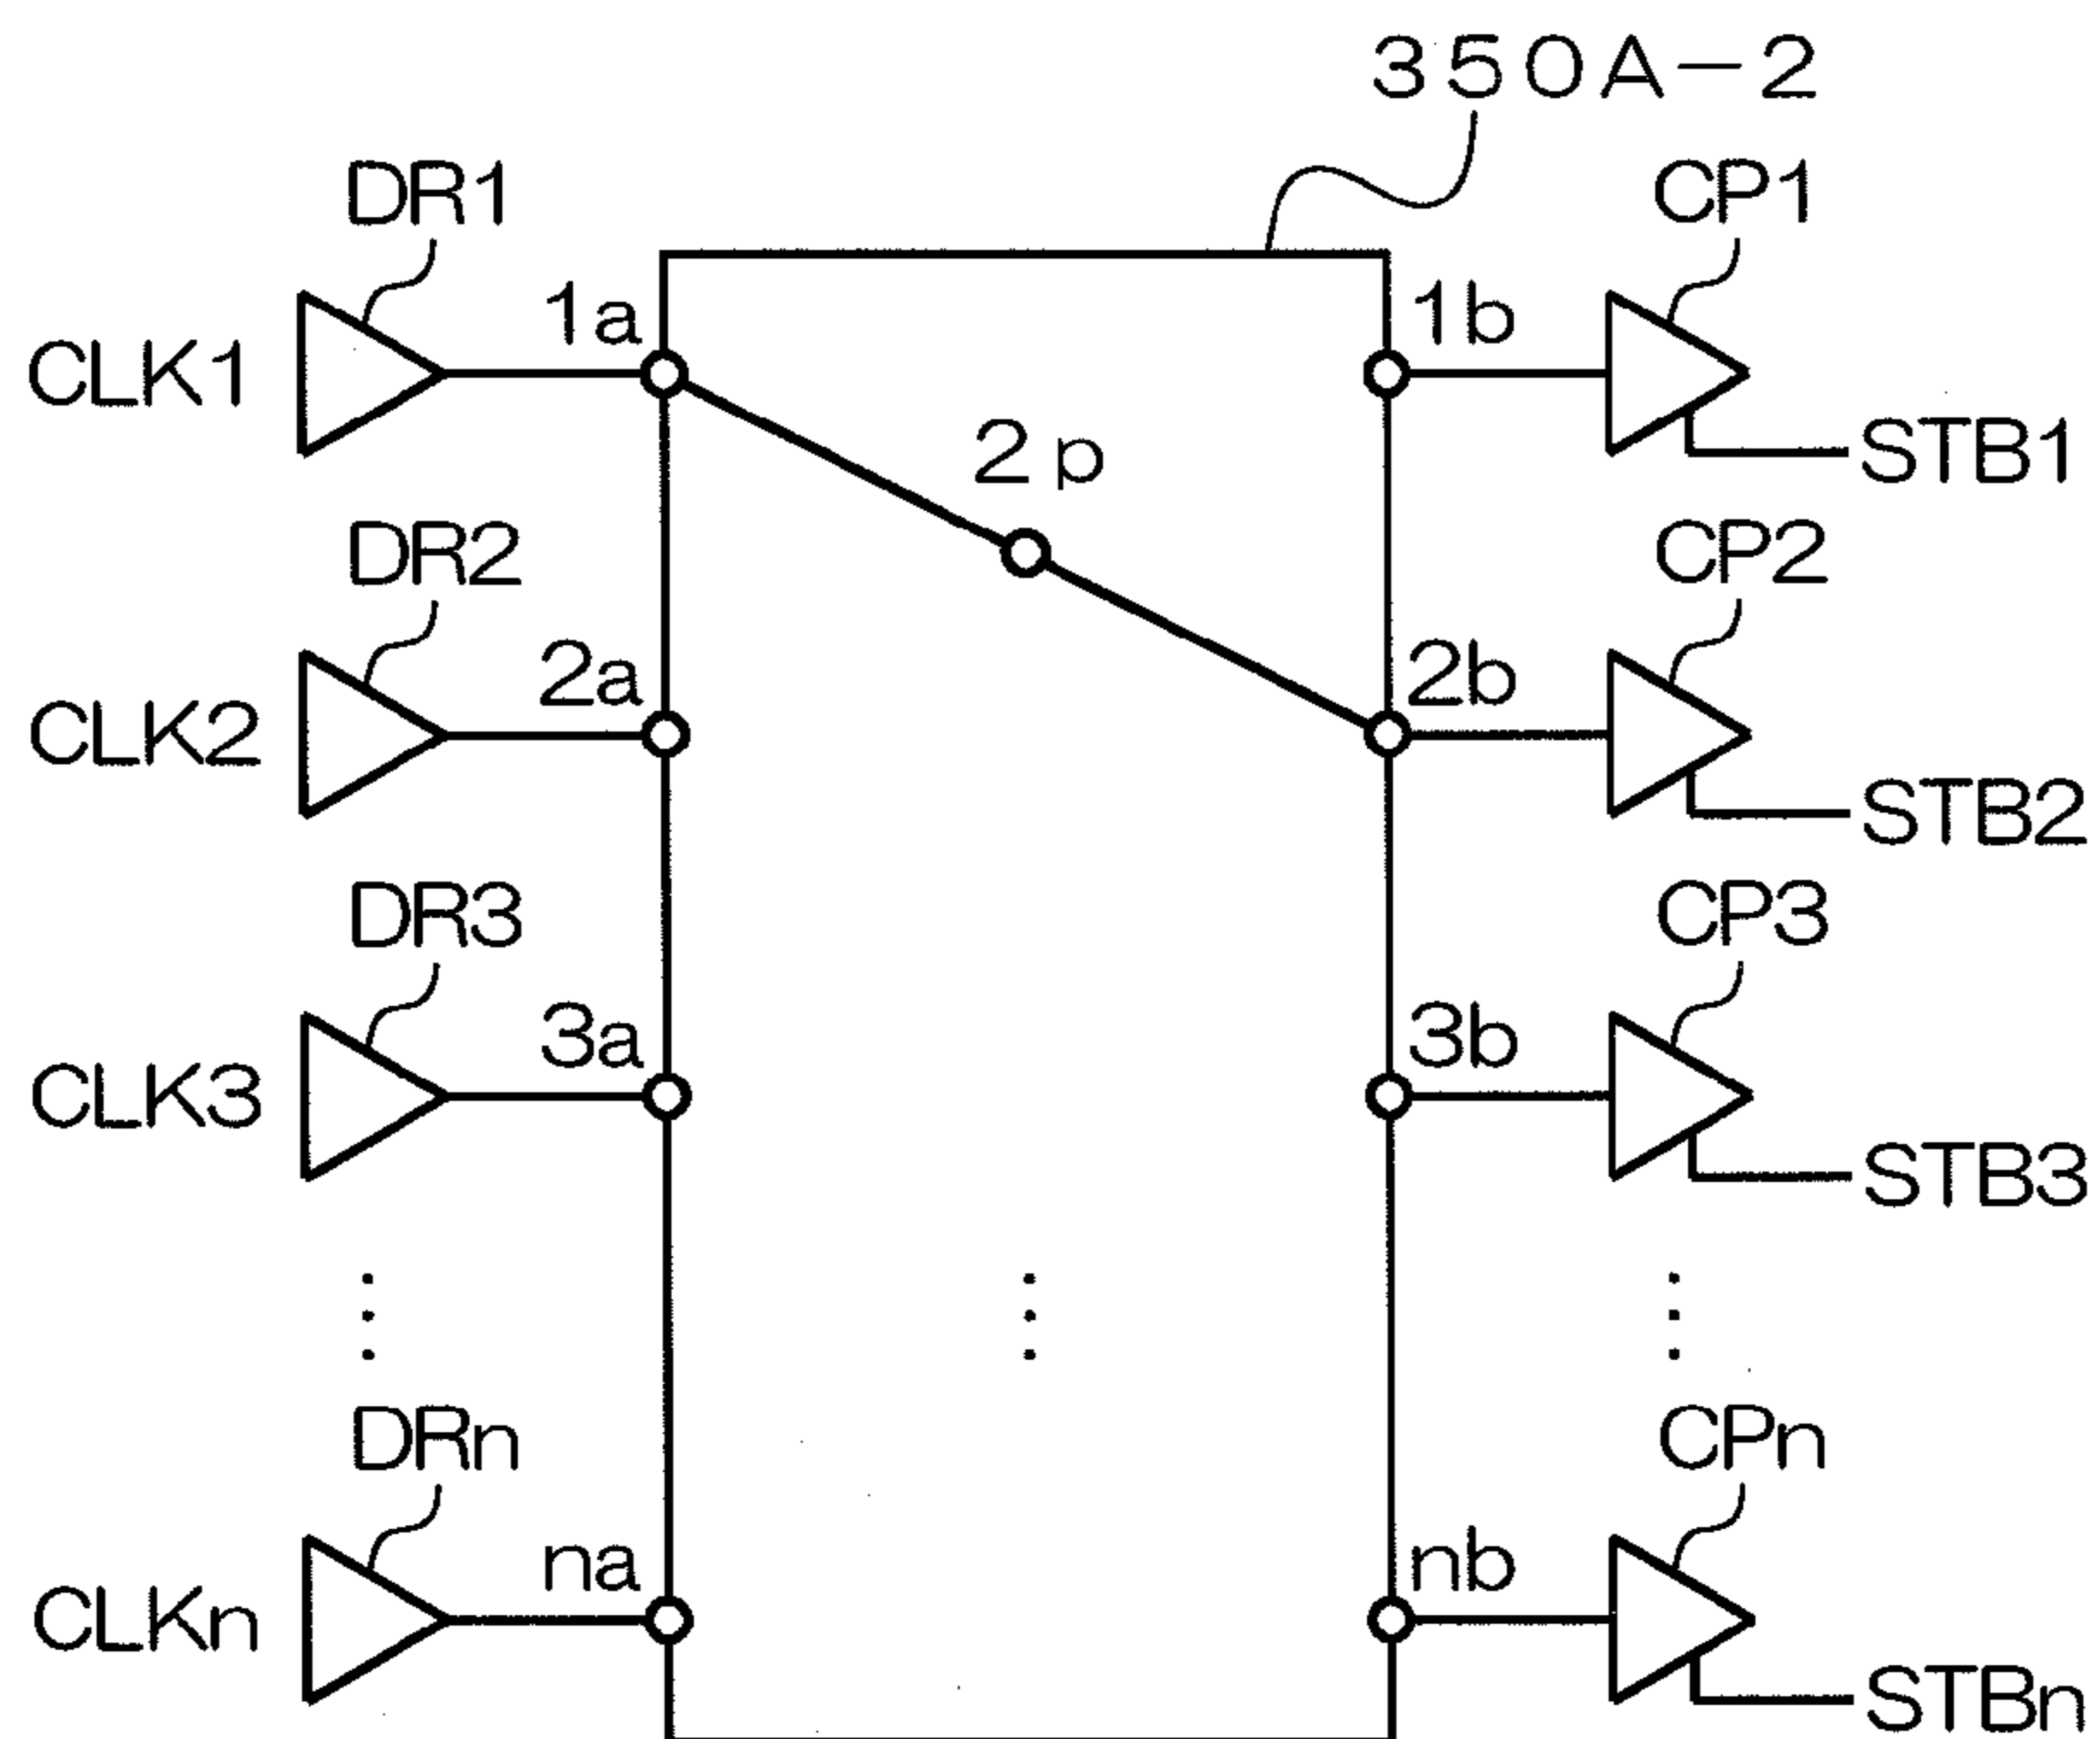 350A-2
DR1
CP1
1a
1b
CLK1
2p
STB1
DR2
CP2
2a
2b
CLK2
STB2
DR3
CP3
3a
3b
CLK3
STB3
DRn
CPn
na
nb
CLKn
STBn